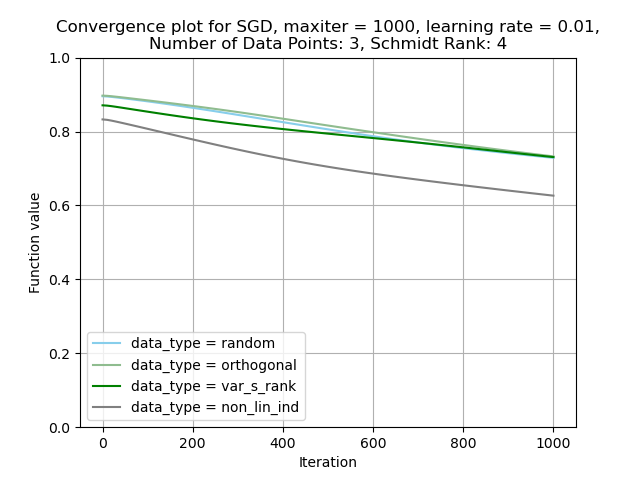 Convergence plot for SGD, maxiter = 1000, learning rate = 0.01,
Number of Data Points: 3, Schmidt Rank: 4
1.0
0.8
0.6
0.4
0.2
0.0
Function value
data_type = random
data_type = orthogonal
data_type = var_s_rank
data_type = non_lin_ind
0 200 400 600 800 1000
Iteration